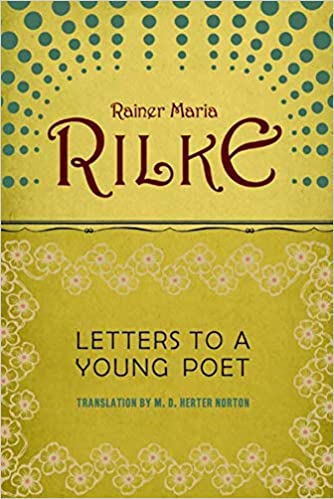 Rainer Maria
RILKE
LETTERS TO A
YOUNG POET
TRANSLATION BY M. D. HERTER NORTON